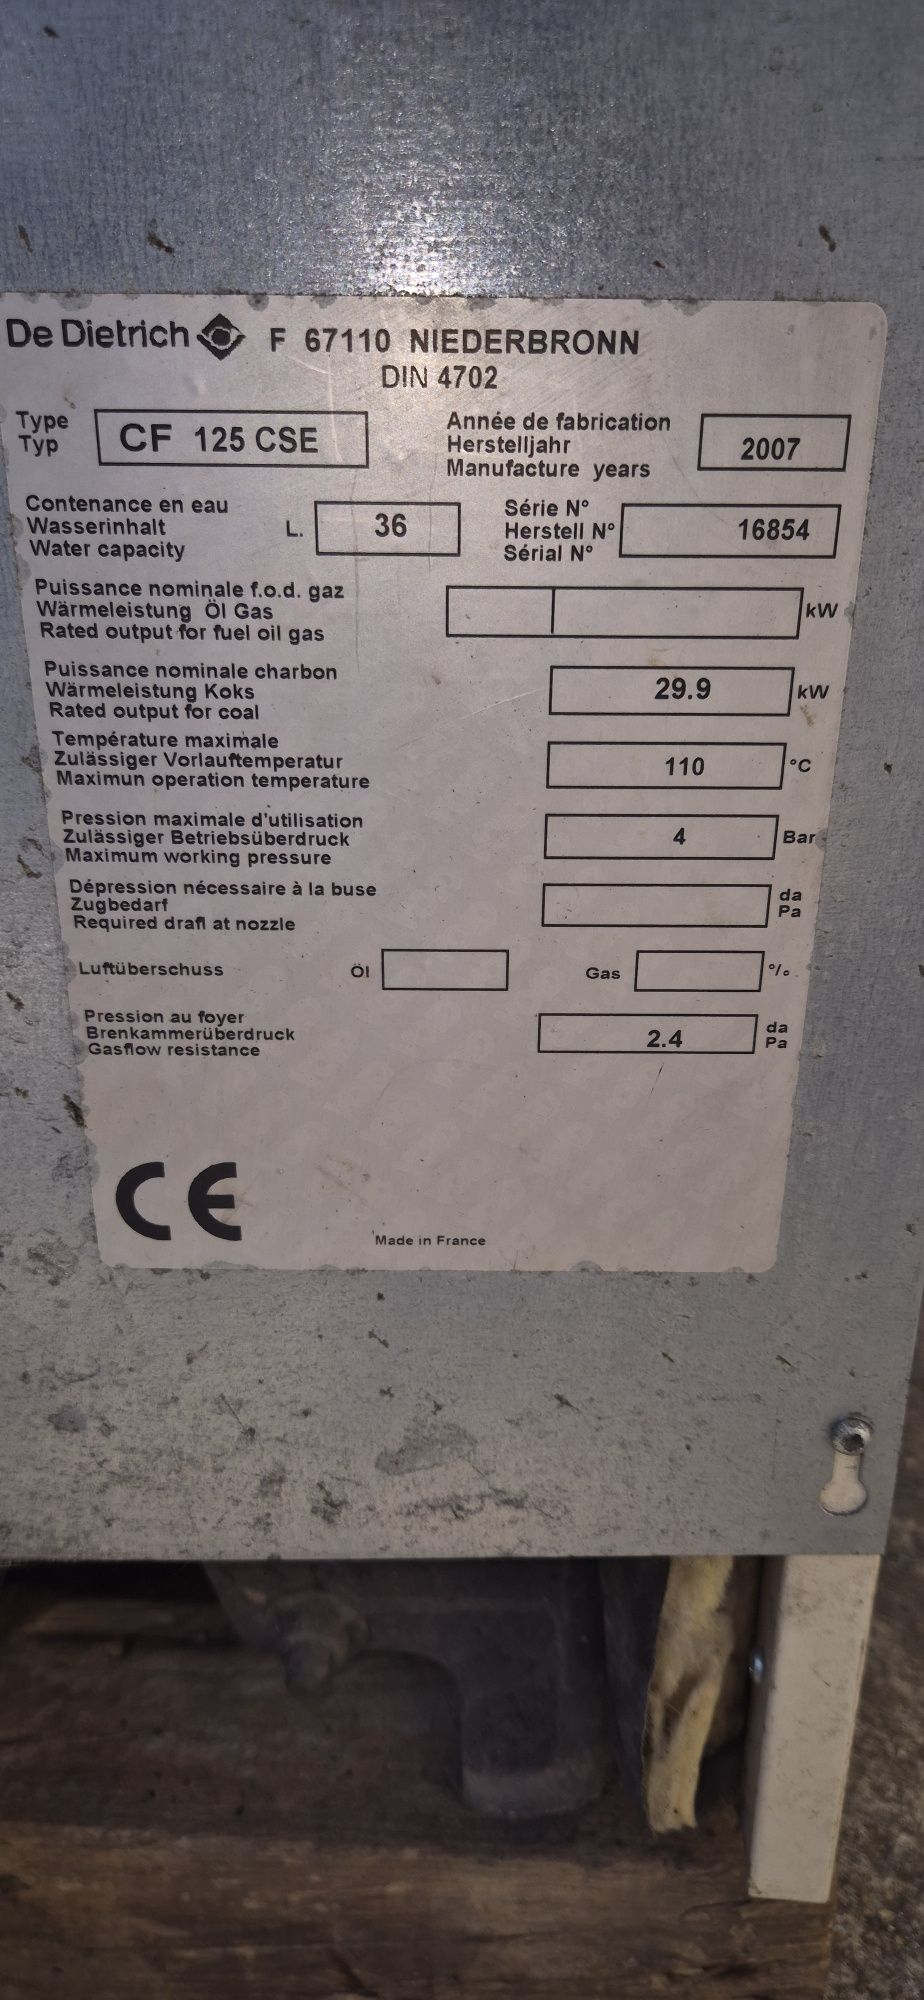 De Dietrich F 67110 NIEDERBRONN
DIN 4702
Type
Typ
CF 125 CSE
Année de fabrication
Herstelljahr
Manufacture years
2007
Contenance en eau
Wasserinhalt
Water capacity
L.
36
Série N°
Herstell N°
Sérial N°
16854
Puissance nominale f.o.d. gaz
Wärmeleistung Öl Gas
Rated output for fuel oil gas
kW
Puissance nominale charbon
Wärmeleistung Koks
Rated output for coal
29.9
kW
Température maximale
Zulässiger Vorlauftemperatur
Maximun operation temperature
110
°C
Pression maximale d'utilisation
Zulässiger Betriebsüberdruck
Maximum working pressure
4
Bar
Dépression nécessaire à la buse
Zugbedarf
Required drafl at nozzle
da
Pa
Luftüberschuss
Öl
Gas
%.
Pression au foyer
Brenkammerüberdruck
Gasflow resistance
2.4
da
Pa
CE
Made in France